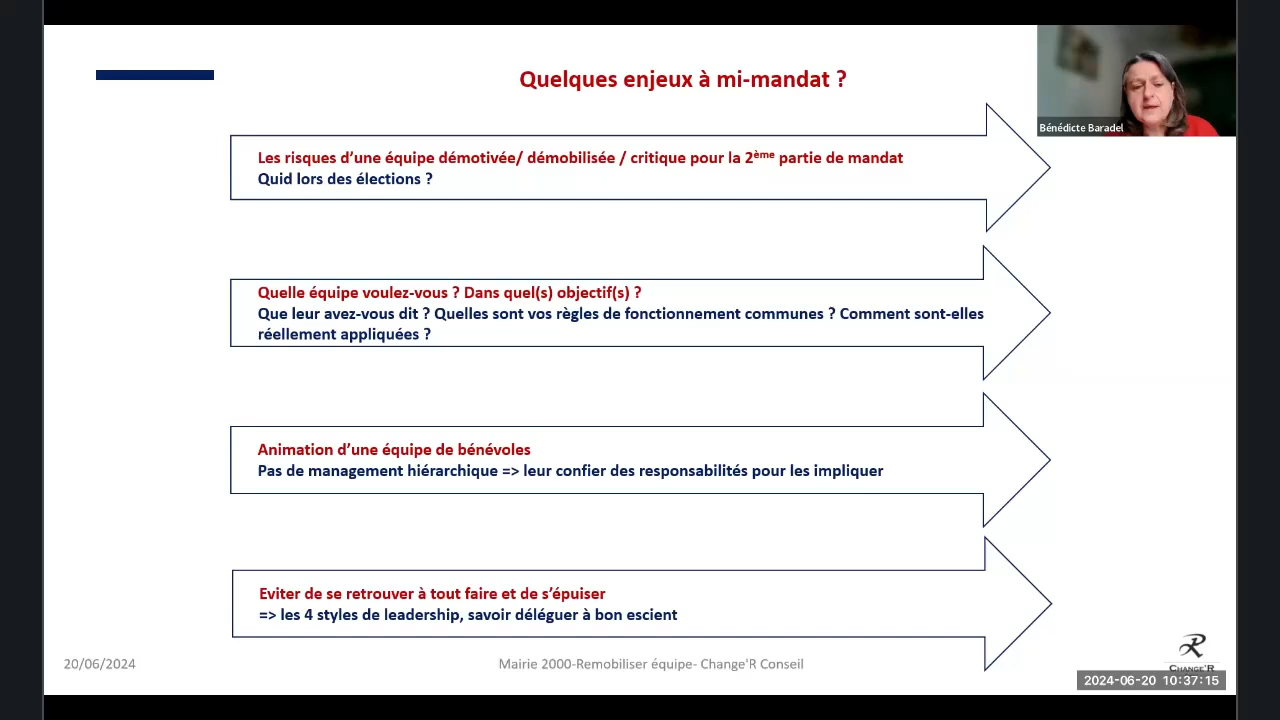 Quelques enjeux à mi-mandat ?
Bénédicte Baradel
Les risques d’une équipe démotivée/ démobilisée / critique pour la 2ème partie de mandat
Quid lors des élections ?
Quelle équipe voulez-vous ? Dans quel(s) objectif(s) ?
Que leur avez-vous dit ? Quelles sont vos règles de fonctionnement communes ? Comment sont-elles
réellement appliquées ?
Animation d’une équipe de bénévoles
Pas de management hiérarchique => leur confier des responsabilités pour les impliquer
Eviter de se retrouver à tout faire et de s’épuiser
=> les 4 styles de leadership, savoir déléguer à bon escient
20/06/2024
Mairie 2000-Remobiliser équipe- Change'R Conseil
R
CHANGE'R
2024-06-20 10:37:15